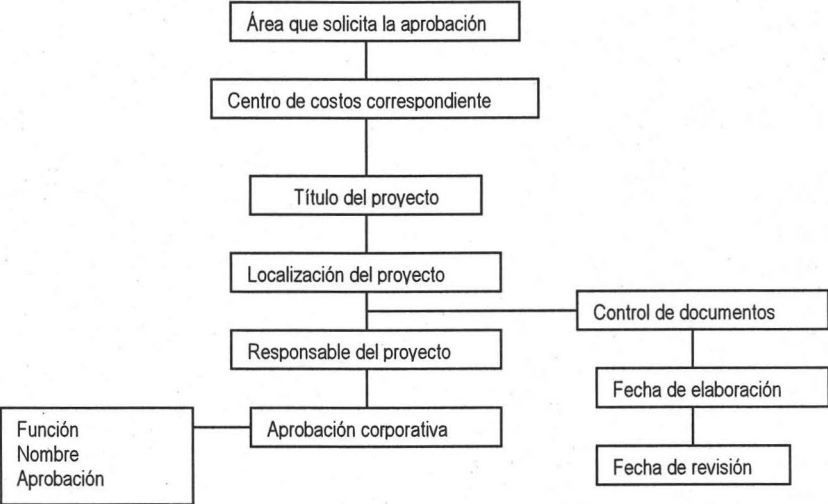 Área que solicita la aprobación
Centro de costos correspondiente
Título del proyecto
Localización del proyecto
Control de documentos
Responsable del proyecto
Fecha de elaboración
Aprobación corporativa
Función
Nombre
Aprobación
Fecha de revisión